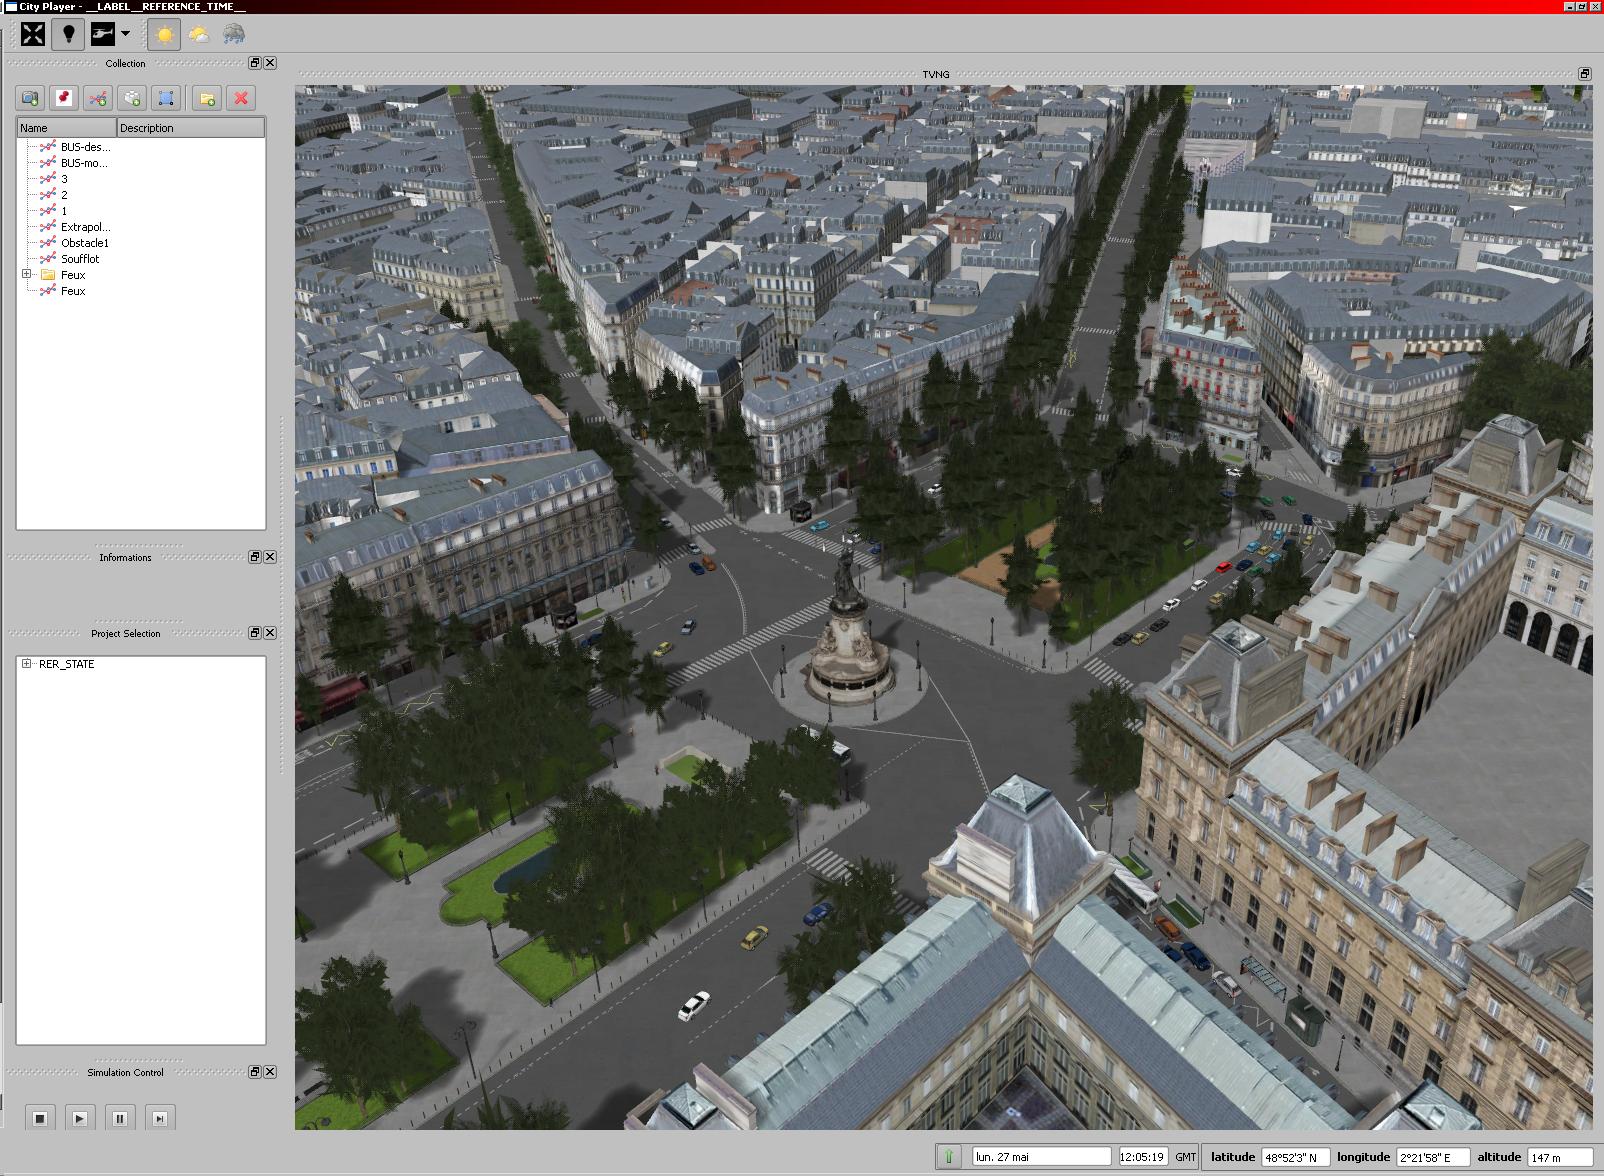 City Player - __LABEL__REFERENCE_TIME__
Collection
TVNG
Name Description
BUS-des...
BUS-mo...
3
2
1
Extrapol...
Obstacle1
Soufflot
Feux
Feux
Informations
Project Selection
RER_STATE
Simulation Control
lun. 27 mai 12:05:19 GMT latitude 48°52'3" N longitude 2°21'58" E altitude 147 m